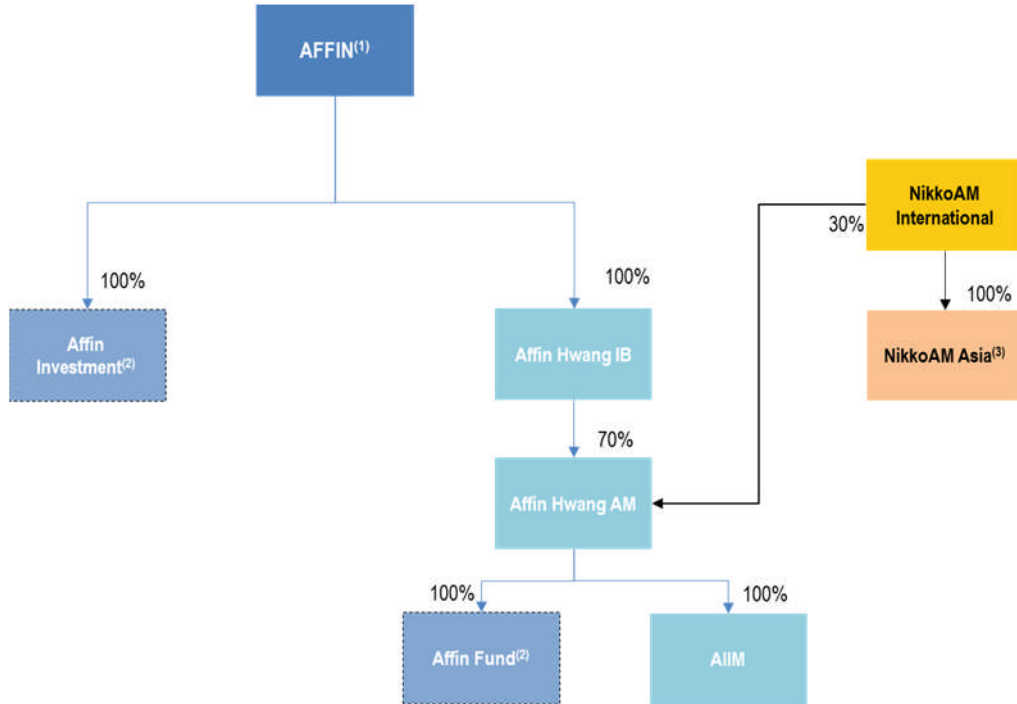 AFFIN(1)
NikkoAM
International
30%
100%
100%
100%
Affin
Investment(2)
Affin Hwang IB
NikkoAM Asia(3)
70%
Affin Hwang AM
100%
100%
Affin Fund(2)
AIIM